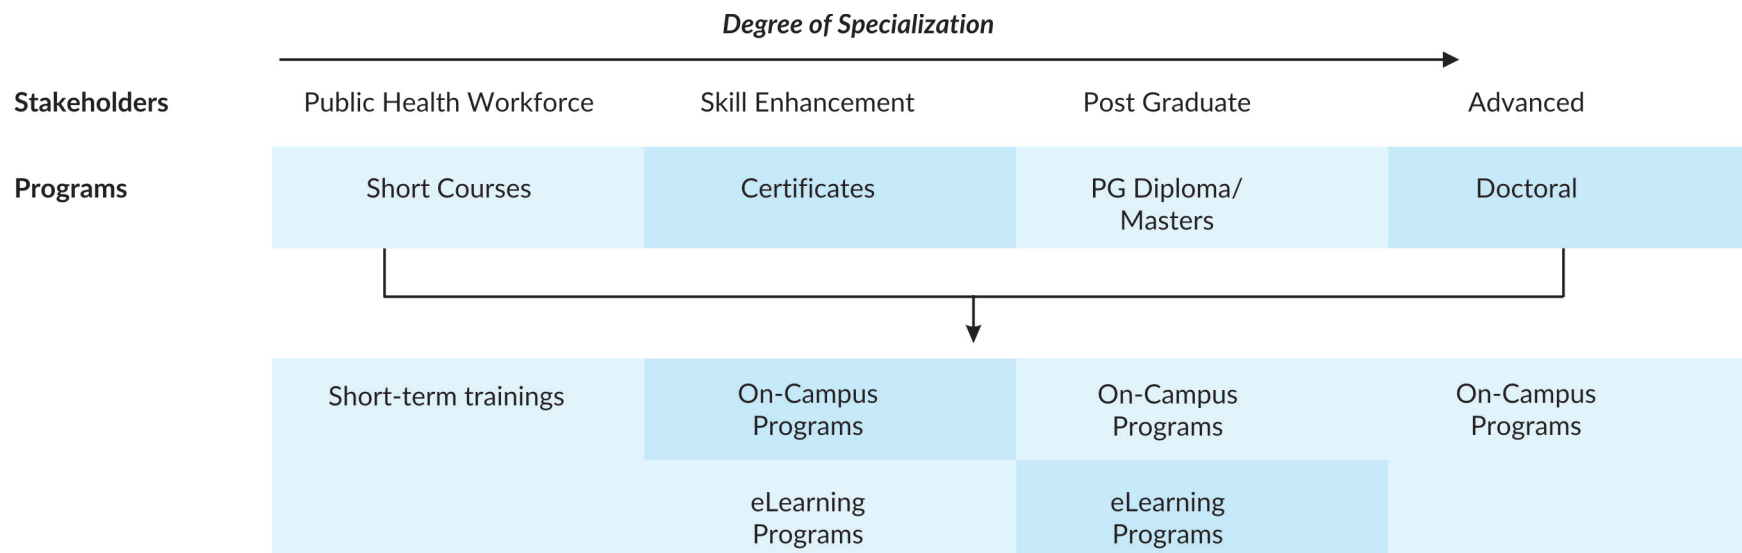 Degree of Specialization
Stakeholders Public Health Workforce Skill Enhancement Post Graduate Advanced
Programs Short Courses Certificates PG Diploma/ Doctoral
Masters
Short-term trainings On-Campus On-Campus On-Campus
Programs Programs Programs
eLearning eLearning
Programs Programs